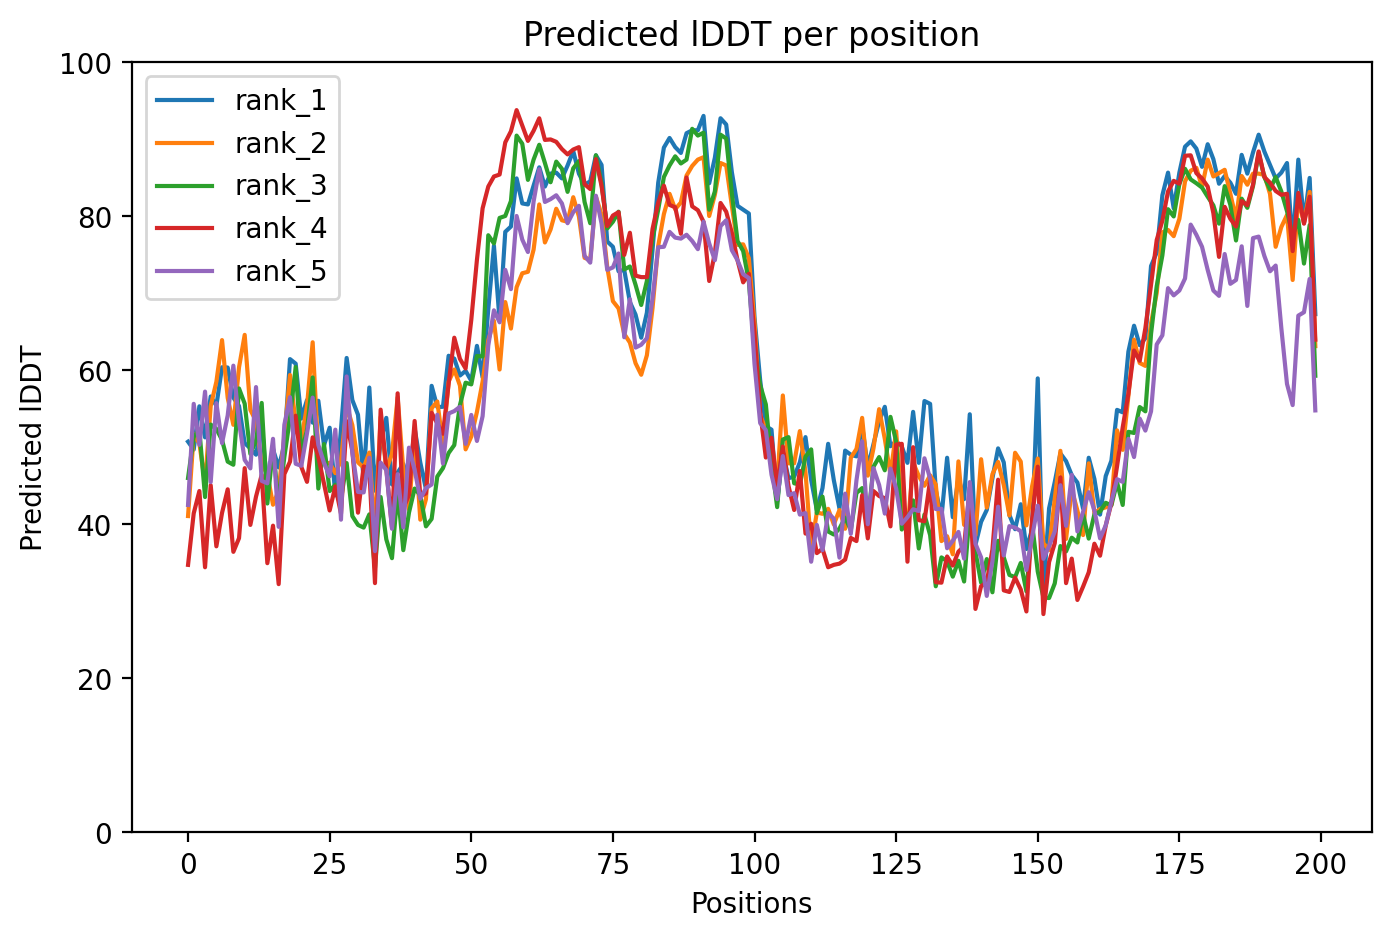 Predicted lDDT per position
100
80
60
40
20
0
Predicted lDDT
rank_1
rank_2
rank_3
rank_4
rank_5
0 25 50 75 100 125 150 175 200
Positions